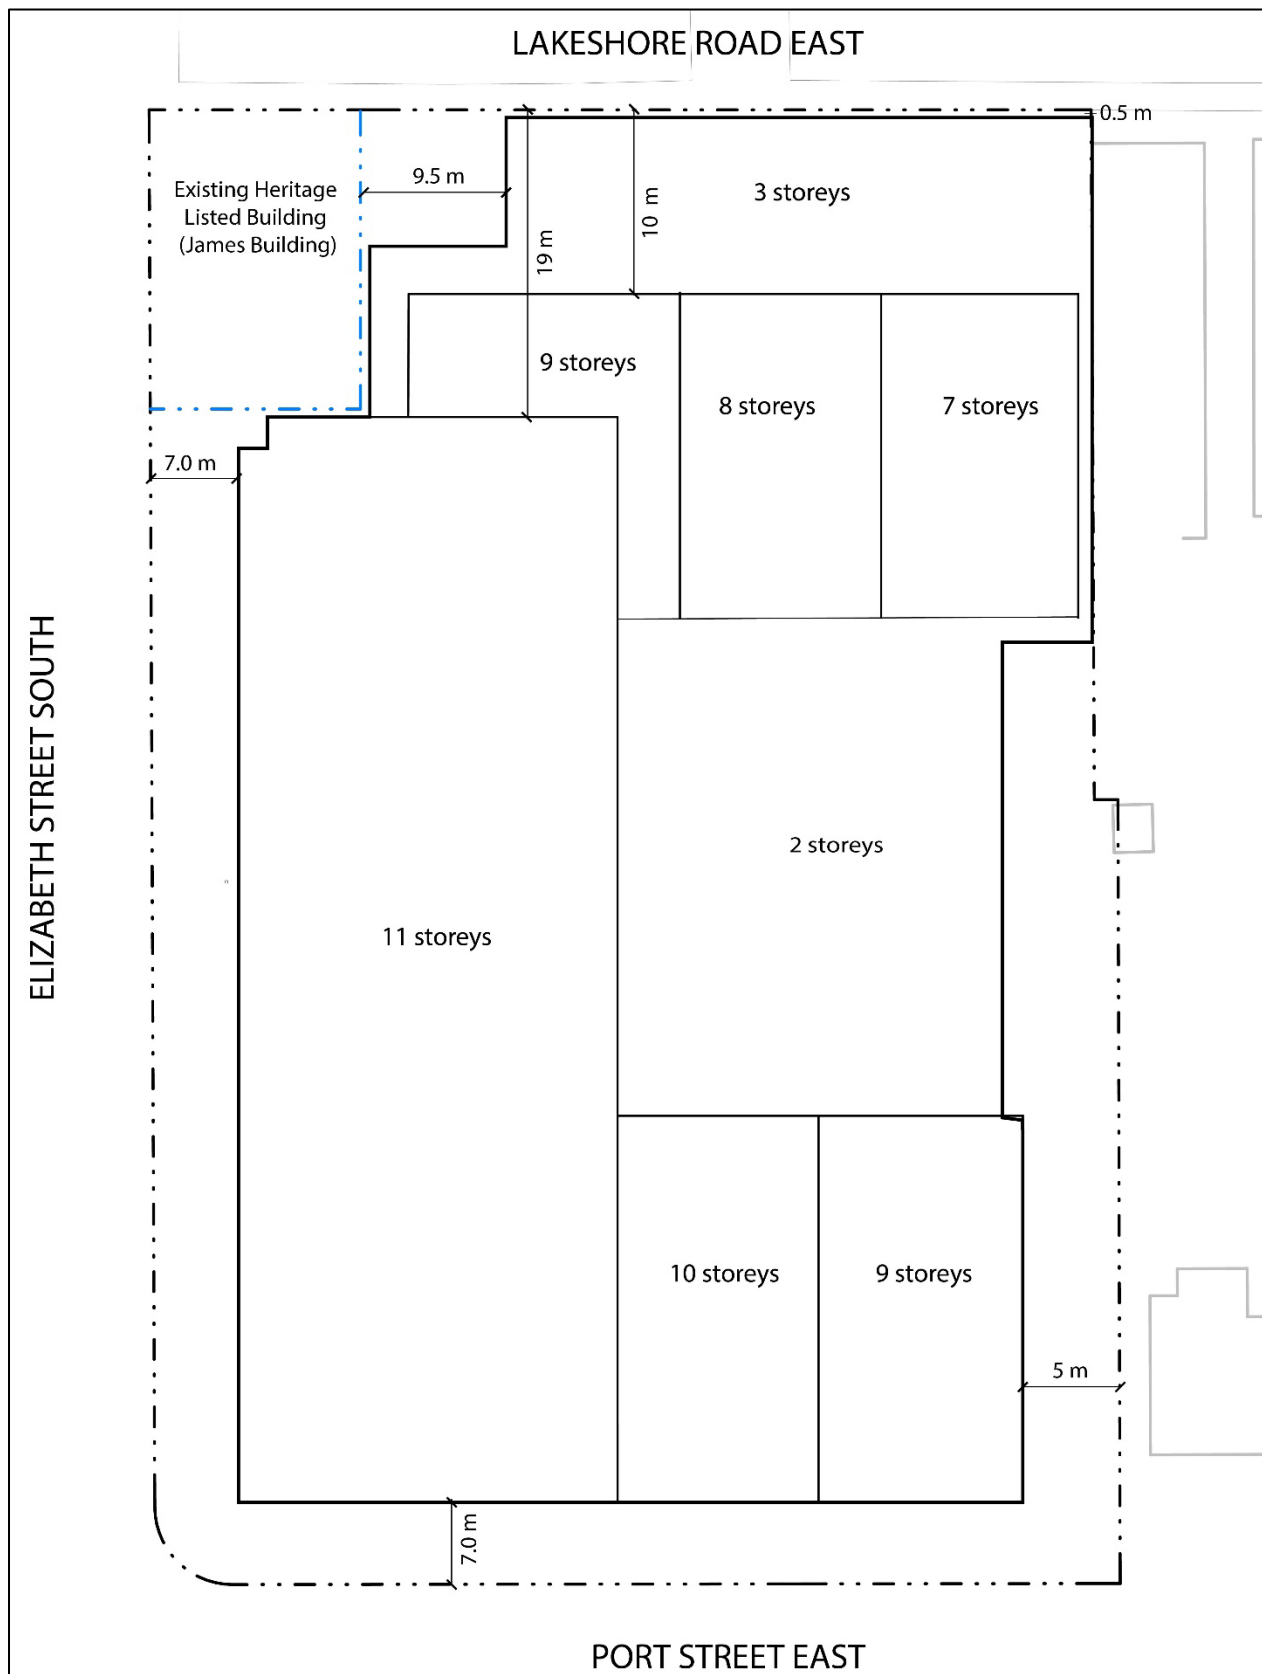 LAKESHORE ROAD EAST
0.5 m
Existing Heritage
Listed Building
(James Building)
9.5 m
3 storeys
10 m
19 m
9 storeys
8 storeys
7 storeys
7.0 m
ELIZABETH STREET SOUTH
2 storeys
11 storeys
10 storeys
9 storeys
5 m
7.0 m
PORT STREET EAST